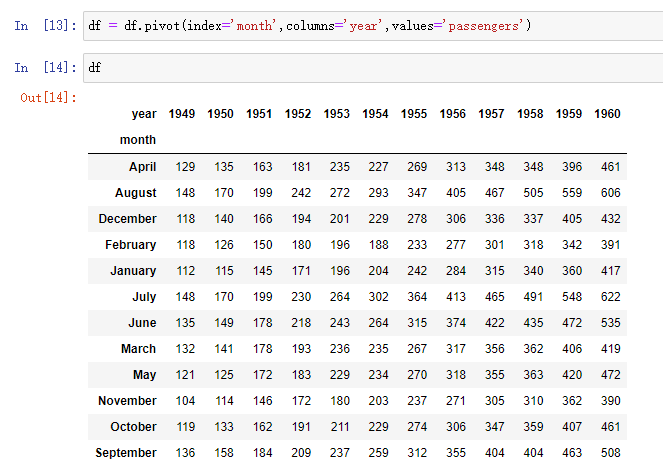 In [13]: df = df.pivot(index='month',columns='year',values='passengers')
In [14]: df
Out[14]:
year 1949 1950 1951 1952 1953 1954 1955 1956 1957 1958 1959 1960
month
April 129 135 163 181 235 227 269 313 348 348 396 461
August 148 170 199 242 272 293 347 405 467 505 559 606
December 118 140 166 194 201 229 278 306 336 337 405 432
February 118 126 150 180 196 188 233 277 301 318 342 391
January 112 115 145 171 196 204 242 284 315 340 360 417
July 148 170 199 230 264 302 364 413 465 491 548 622
June 135 149 178 218 243 264 315 374 422 435 472 535
March 132 141 178 193 236 235 267 317 356 362 406 419
May 121 125 172 183 229 234 270 318 355 363 420 472
November 104 114 146 172 180 203 237 271 305 310 362 390
October 119 133 162 191 211 229 274 306 347 359 407 461
September 136 158 184 209 237 259 312 355 404 404 463 508